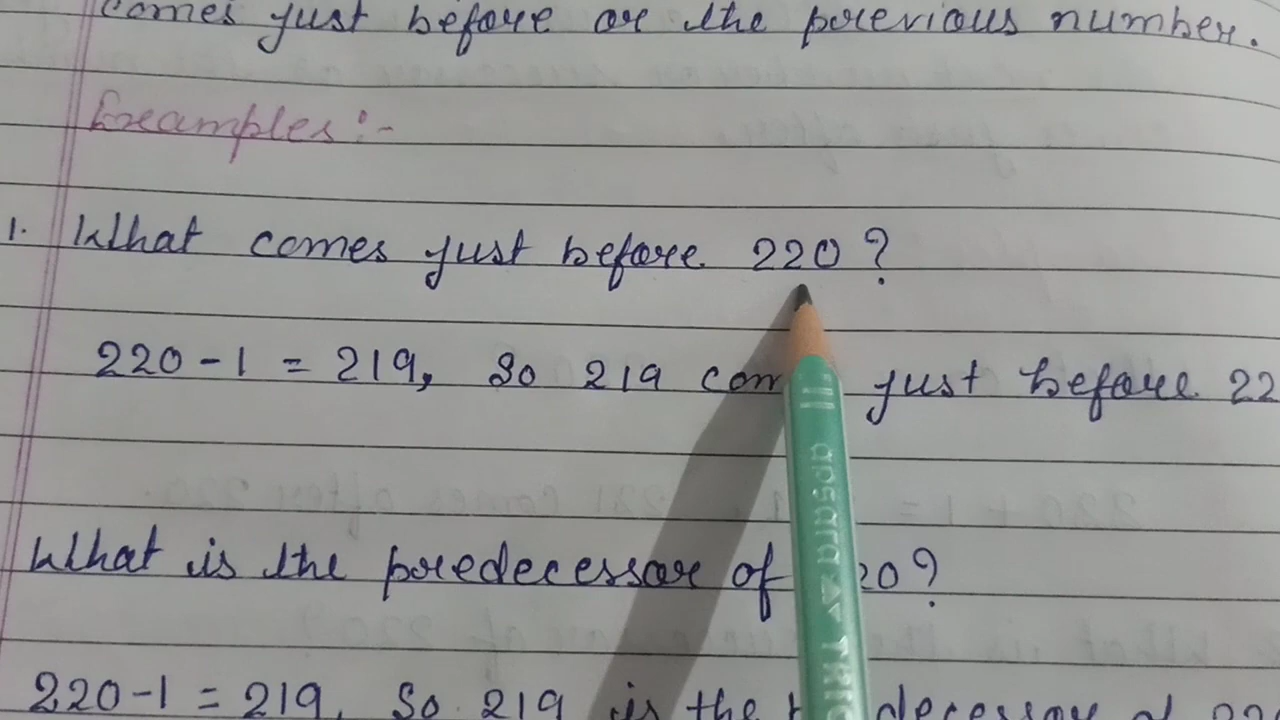 comes just before or the previous number.
Examples:-
1. What comes just before 220?
220-1 = 219, So 219 com just before 22
What is the predecessor of 20?
220-1 = 219, So 219 is the decessor of 22
apsara TRI